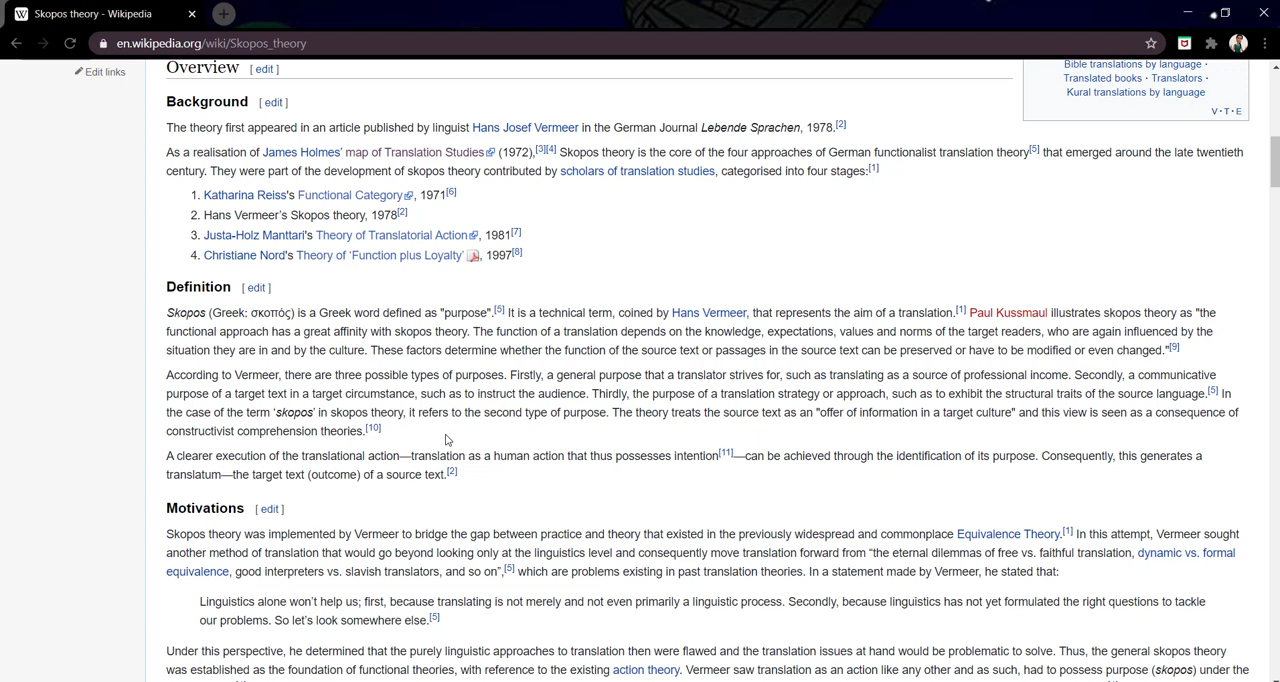 Skopos theory - Wikipedia
en.wikipedia.org/wiki/Skopos_theory
Edit links
Overview [ edit ]
Bible translations by language ·
Translated books · Translators ·
Kural translations by language
V · T · E
Background [ edit ]
The theory first appeared in an article published by linguist Hans Josef Vermeer in the German Journal Lebende Sprachen, 1978.[2]
As a realisation of James Holmes' map of Translation Studies (1972),[3][4] Skopos theory is the core of the four approaches of German functionalist translation theory[5] that emerged around the late twentieth
century. They were part of the development of skopos theory contributed by scholars of translation studies, categorised into four stages:[1]
1. Katharina Reiss's Functional Category, 1971[6]
2. Hans Vermeer's Skopos theory, 1978[2]
3. Justa-Holz Manttari's Theory of Translatorial Action, 1981[7]
4. Christiane Nord's Theory of 'Function plus Loyalty', 1997[8]
Definition [ edit ]
Skopos (Greek: σκοπός) is a Greek word defined as "purpose".[5] It is a technical term, coined by Hans Vermeer, that represents the aim of a translation.[1] Paul Kussmaul illustrates skopos theory as "the
functional approach has a great affinity with skopos theory. The function of a translation depends on the knowledge, expectations, values and norms of the target readers, who are again influenced by the
situation they are in and by the culture. These factors determine whether the function of the source text or passages in the source text can be preserved or have to be modified or even changed."[9]
According to Vermeer, there are three possible types of purposes. Firstly, a general purpose that a translator strives for, such as translating as a source of professional income. Secondly, a communicative
purpose of a target text in a target circumstance, such as to instruct the audience. Thirdly, the purpose of a translation strategy or approach, such as to exhibit the structural traits of the source language.[5] In
the case of the term 'skopos' in skopos theory, it refers to the second type of purpose. The theory treats the source text as an "offer of information in a target culture" and this view is seen as a consequence of
constructivist comprehension theories.[10]
A clearer execution of the translational action—translation as a human action that thus possesses intention[11]—can be achieved through the identification of its purpose. Consequently, this generates a
translatum—the target text (outcome) of a source text.[2]
Motivations [ edit ]
Skopos theory was implemented by Vermeer to bridge the gap between practice and theory that existed in the previously widespread and commonplace Equivalence Theory.[1] In this attempt, Vermeer sought
another method of translation that would go beyond looking only at the linguistics level and consequently move translation forward from "the eternal dilemmas of free vs. faithful translation, dynamic vs. formal
equivalence, good interpreters vs. slavish translators, and so on",[5] which are problems existing in past translation theories. In a statement made by Vermeer, he stated that:
Linguistics alone won't help us; first, because translating is not merely and not even primarily a linguistic process. Secondly, because linguistics has not yet formulated the right questions to tackle
our problems. So let's look somewhere else.[5]
Under this perspective, he determined that the purely linguistic approaches to translation then were flawed and the translation issues at hand would be problematic to solve. Thus, the general skopos theory
was established as the foundation of functional theories, with reference to the existing action theory. Vermeer saw translation as an action like any other and as such, had to possess purpose (skopos) under the